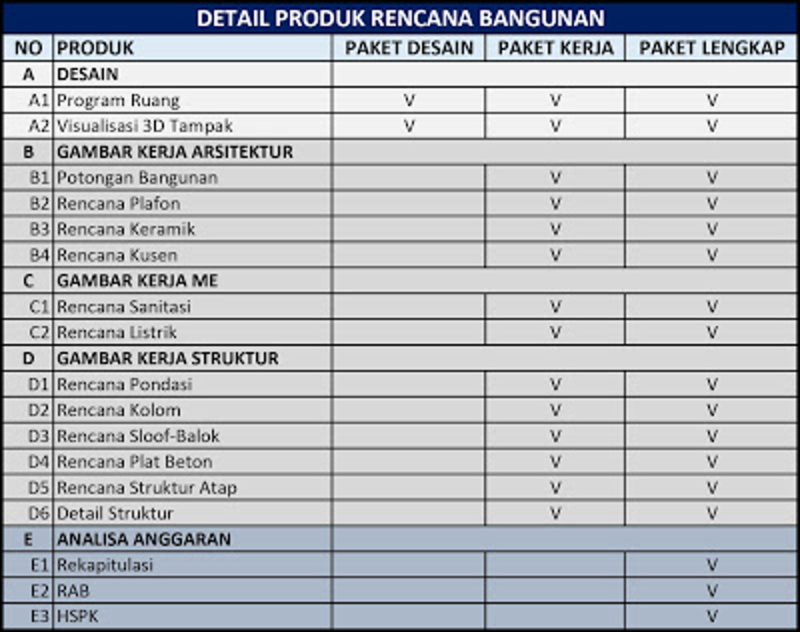 DETAIL PRODUK RENCANA BANGUNAN
NO PRODUK PAKET DESAIN PAKET KERJA PAKET LENGKAP
A DESAIN
A1 Program Ruang V V V
A2 Visualisasi 3D Tampak V V V
B GAMBAR KERJA ARSITEKTUR
B1 Potongan Bangunan V V
B2 Rencana Plafon V V
B3 Rencana Keramik V V
B4 Rencana Kusen V V
C GAMBAR KERJA ME
C1 Rencana Sanitasi V V
C2 Rencana Listrik V V
D GAMBAR KERJA STRUKTUR
D1 Rencana Pondasi V V
D2 Rencana Kolom V V
D3 Rencana Sloof-Balok V V
D4 Rencana Plat Beton V V
D5 Rencana Struktur Atap V V
D6 Detail Struktur V V
E ANALISA ANGGARAN
E1 Rekapitulasi V
E2 RAB V
E3 HSPK V